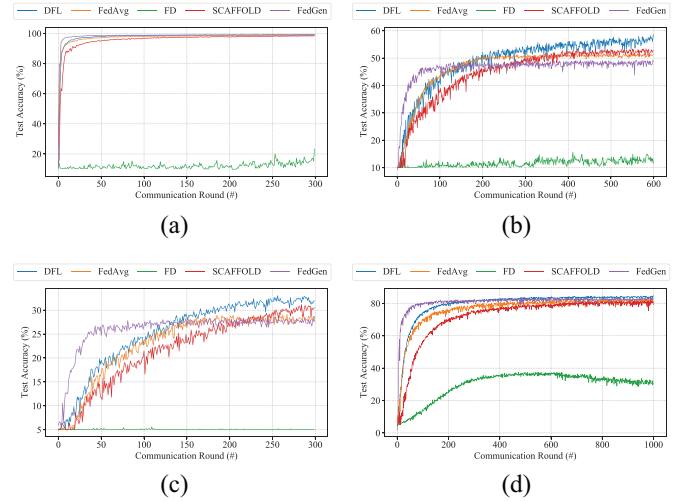 DFL FedAvg FD SCAFFOLD FedGen
100
80
60
40
20
Test Accuracy (%)
0 50 100 150 200 250 300
Communication Round (#)
(a)
DFL FedAvg FD SCAFFOLD FedGen
60
50
40
30
20
10
Test Accuracy (%)
0 200 400 600
Communication Round (#)
(b)
DFL FedAvg FD SCAFFOLD FedGen
30
25
20
15
10
5
Test Accuracy (%)
0 50 100 150 200 250 300
Communication Round (#)
(c)
DFL FedAvg FD SCAFFOLD FedGen
80
60
40
20
0
Test Accuracy (%)
0 200 400 600 800 1000
Communication Round (#)
(d)